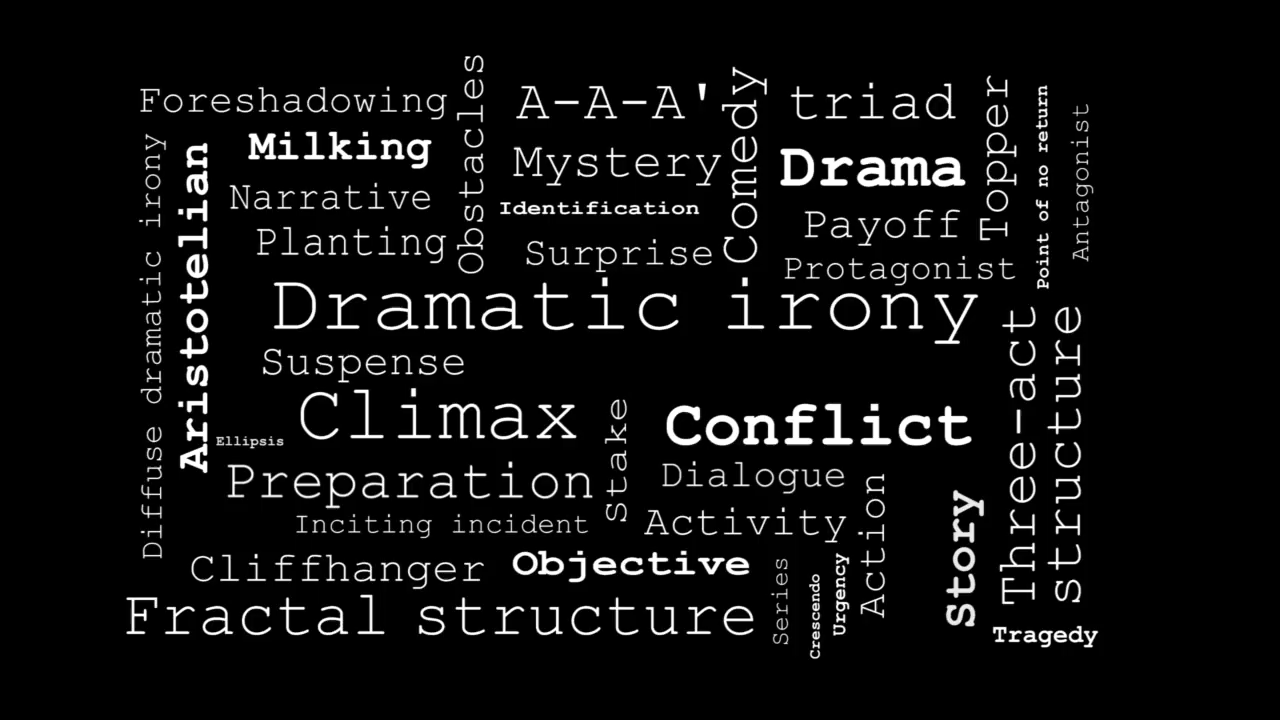 Foreshadowing
Obstacles
A-A-A'
Comedy
triad
Topper
Point of no return
Antagonist
Diffuse dramatic irony
Aristotelian
Milking
Mystery
Drama
Narrative
Identification
Payoff
Planting
Surprise
Protagonist
Dramatic irony
Suspense
Three-act
structure
Climax
Stake
Conflict
Ellipsis
Preparation
Dialogue
Inciting incident
Activity
Action
Story
Cliffhanger
Objective
Series
Crescendo
Urgency
Fractal structure
Tragedy